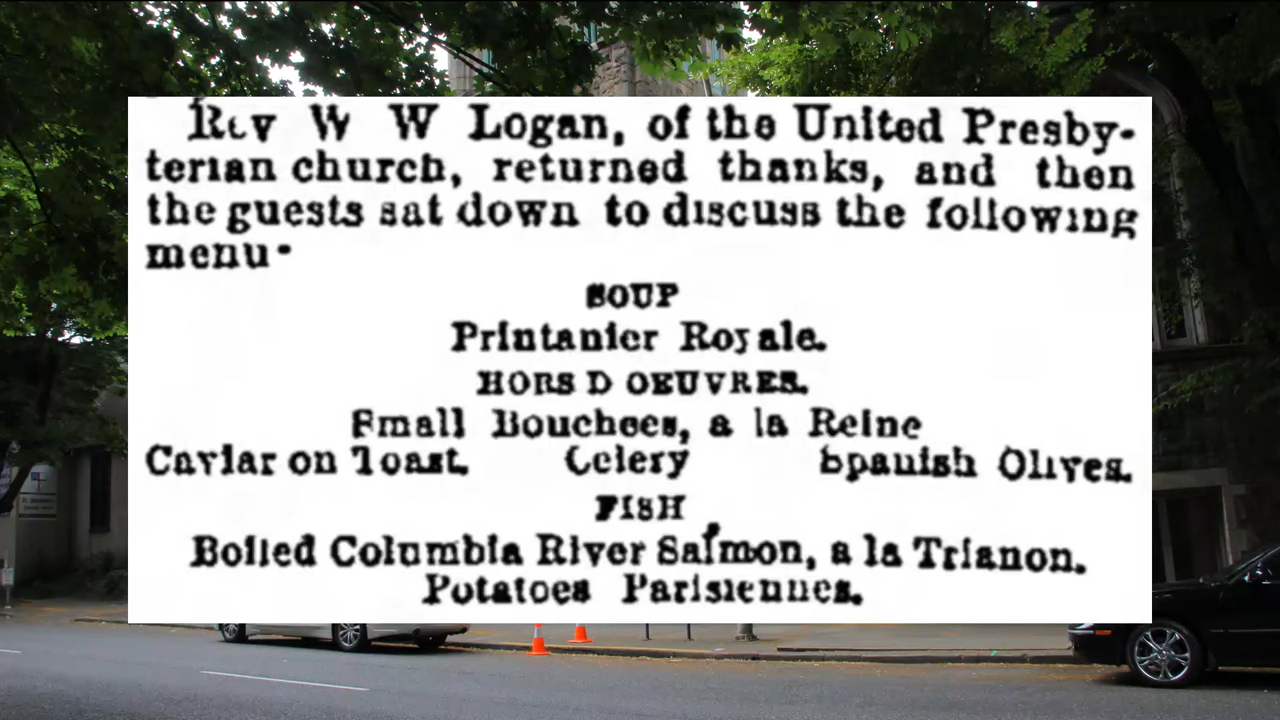 Rev W W Logan, of the United Presby-
terian church, returned thanks, and then
the guests sat down to discuss the following
menu·
SOUP
Printanier Royale.
HORS D OEUVRES.
Small Bouchees, a la Reine
Caviar on Toast. Celery Spanish Olives.
FISH
Boiled Columbia River Salmon, a la Trianon.
Potatoes Parisiennes.